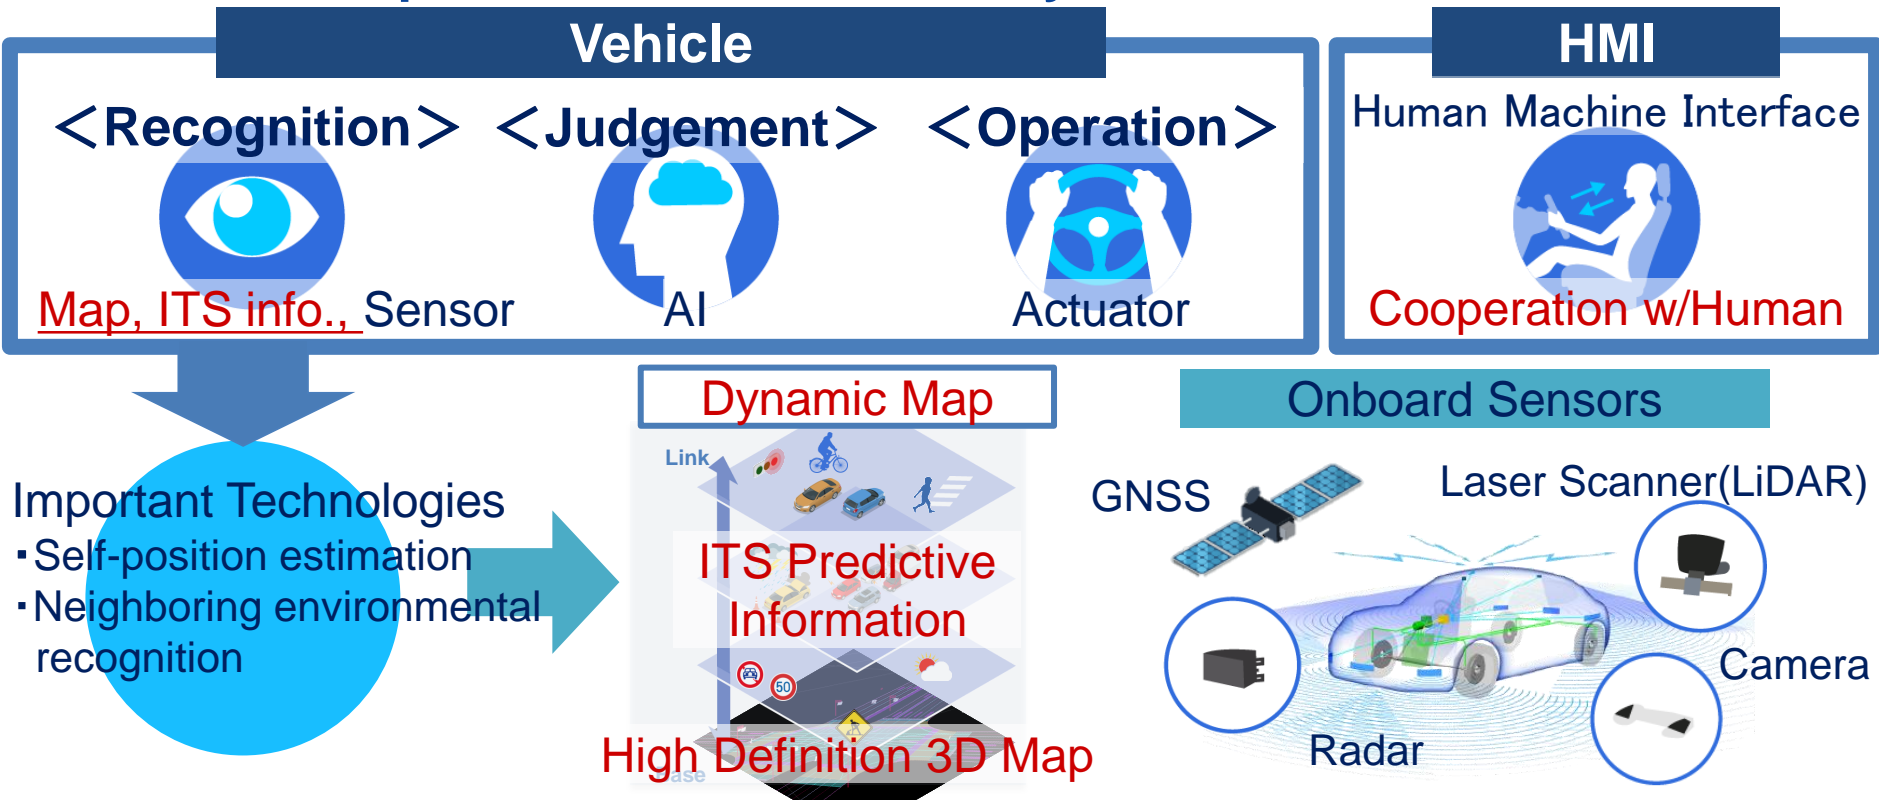 Vehicle
HMI
＜Recognition＞ ＜Judgement＞ ＜Operation＞
Human Machine Interface
Map, ITS info., Sensor
AI
Actuator
Cooperation w/Human
Dynamic Map
Onboard Sensors
Link
Important Technologies
・Self-position estimation
・Neighboring environmental
recognition
ITS Predictive
Information
50
High Definition 3D Map
Base
GNSS
Laser Scanner(LiDAR)
Camera
Radar